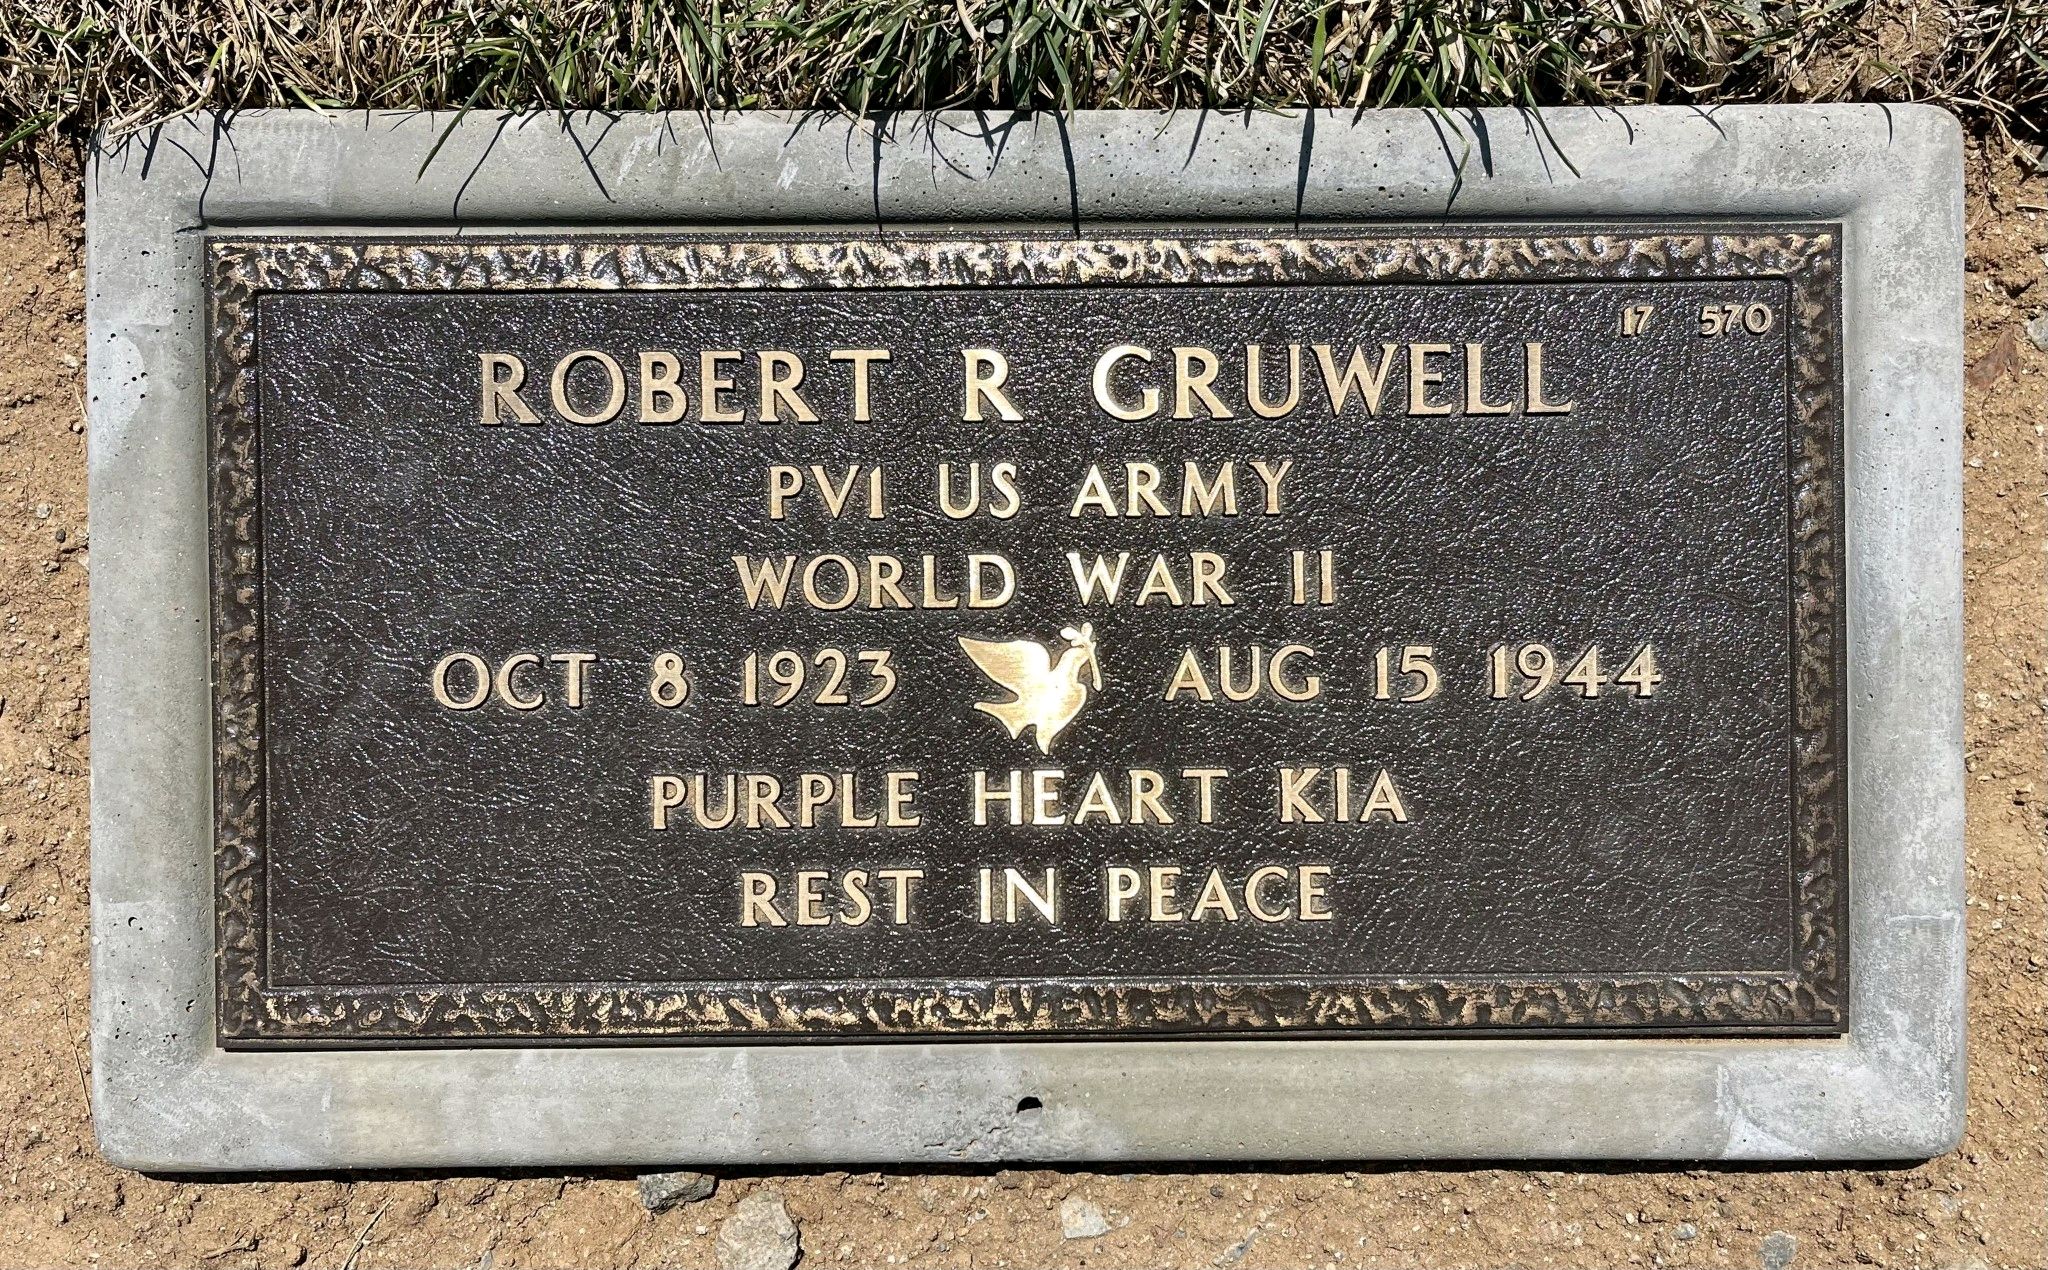 17 570
ROBERT R GRUWELL
PV1 US ARMY
WORLD WAR II
OCT 8 1923 AUG 15 1944
PURPLE HEART KIA
REST IN PEACE